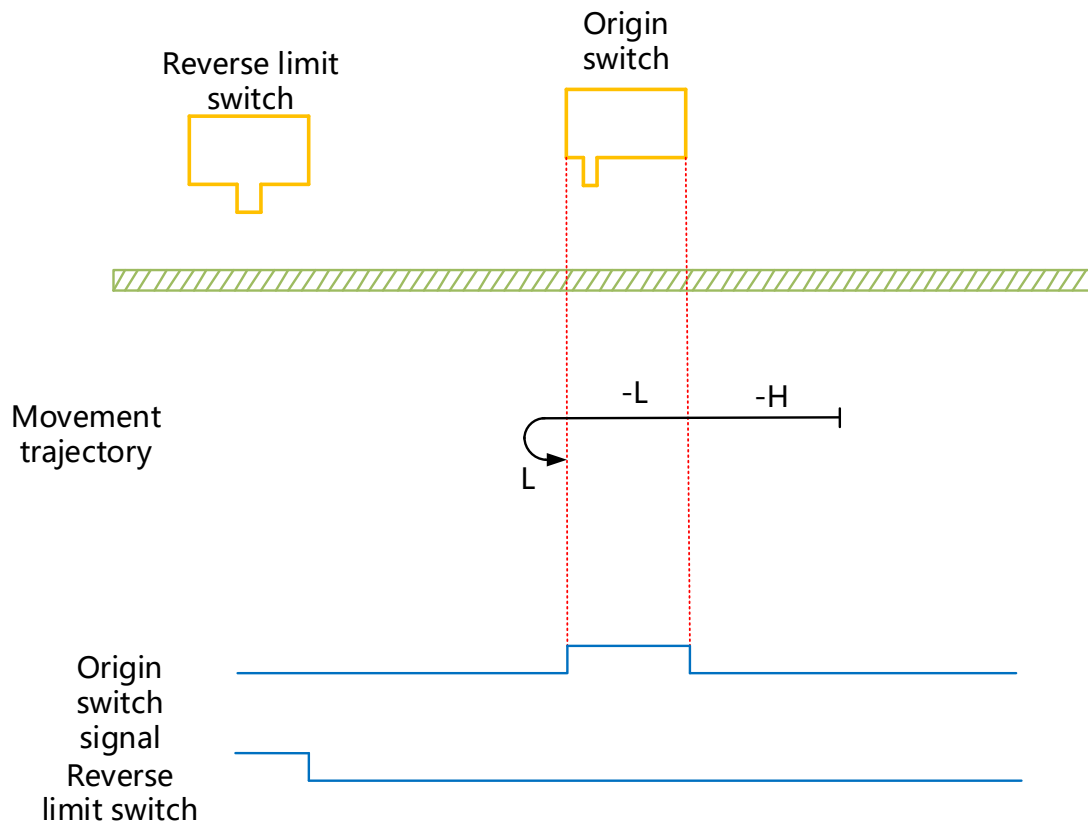 Origin
switch
Reverse limit
switch
-L
-H
Movement
trajectory
L
Origin
switch
signal
Reverse
limit switch